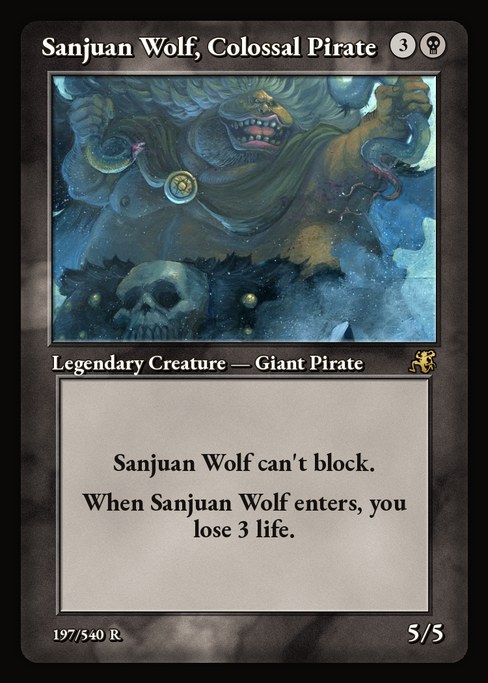 Sanjuan Wolf, Colossal Pirate 3
Legendary Creature — Giant Pirate
Sanjuan Wolf can't block.
When Sanjuan Wolf enters, you
lose 3 life.
197/540 R 5/5